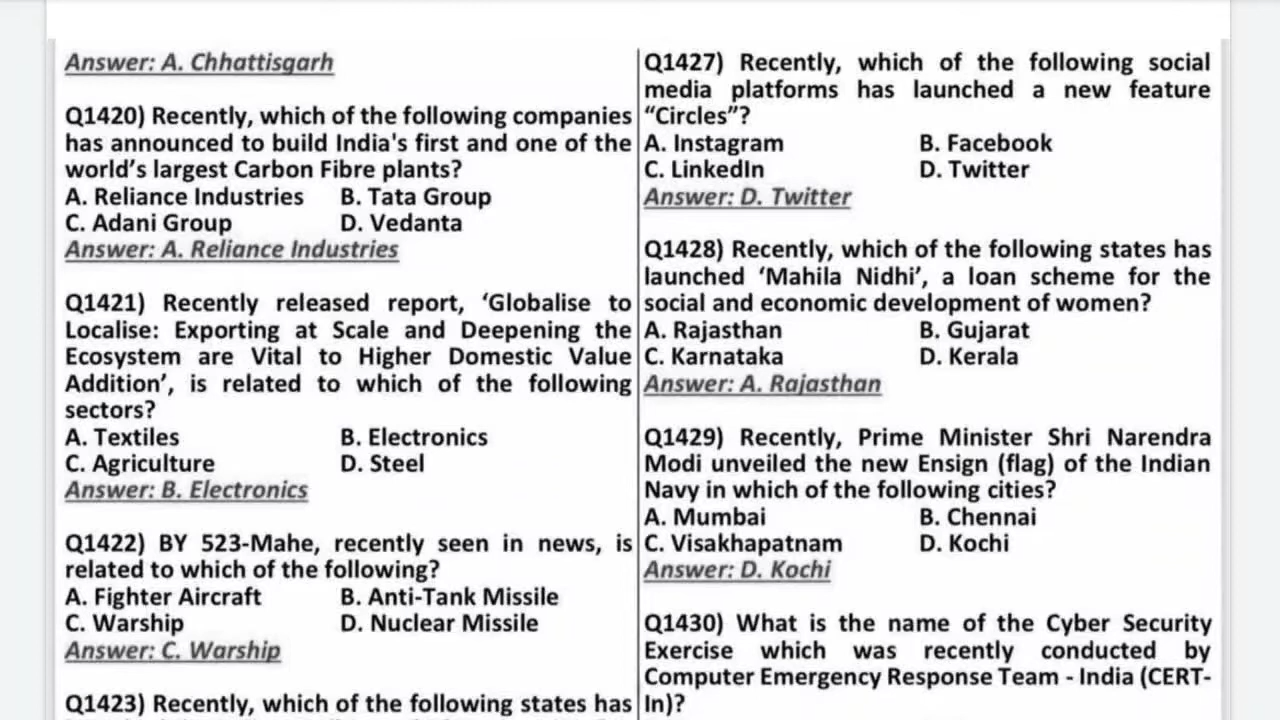 Answer: A. Chhattisgarh
Q1420) Recently, which of the following companies
has announced to build India's first and one of the
world’s largest Carbon Fibre plants?
A. Reliance Industries B. Tata Group
C. Adani Group D. Vedanta
Answer: A. Reliance Industries
Q1421) Recently released report, ‘Globalise to
Localise: Exporting at Scale and Deepening the
Ecosystem are Vital to Higher Domestic Value
Addition’, is related to which of the following
sectors?
A. Textiles B. Electronics
C. Agriculture D. Steel
Answer: B. Electronics
Q1422) BY 523-Mahe, recently seen in news, is
related to which of the following?
A. Fighter Aircraft B. Anti-Tank Missile
C. Warship D. Nuclear Missile
Answer: C. Warship
Q1423) Recently, which of the following states has
Q1427) Recently, which of the following social
media platforms has launched a new feature
“Circles”?
A. Instagram B. Facebook
C. LinkedIn D. Twitter
Answer: D. Twitter
Q1428) Recently, which of the following states has
launched ‘Mahila Nidhi’, a loan scheme for the
social and economic development of women?
A. Rajasthan B. Gujarat
C. Karnataka D. Kerala
Answer: A. Rajasthan
Q1429) Recently, Prime Minister Shri Narendra
Modi unveiled the new Ensign (flag) of the Indian
Navy in which of the following cities?
A. Mumbai B. Chennai
C. Visakhapatnam D. Kochi
Answer: D. Kochi
Q1430) What is the name of the Cyber Security
Exercise which was recently conducted by
Computer Emergency Response Team - India (CERT-
In)?